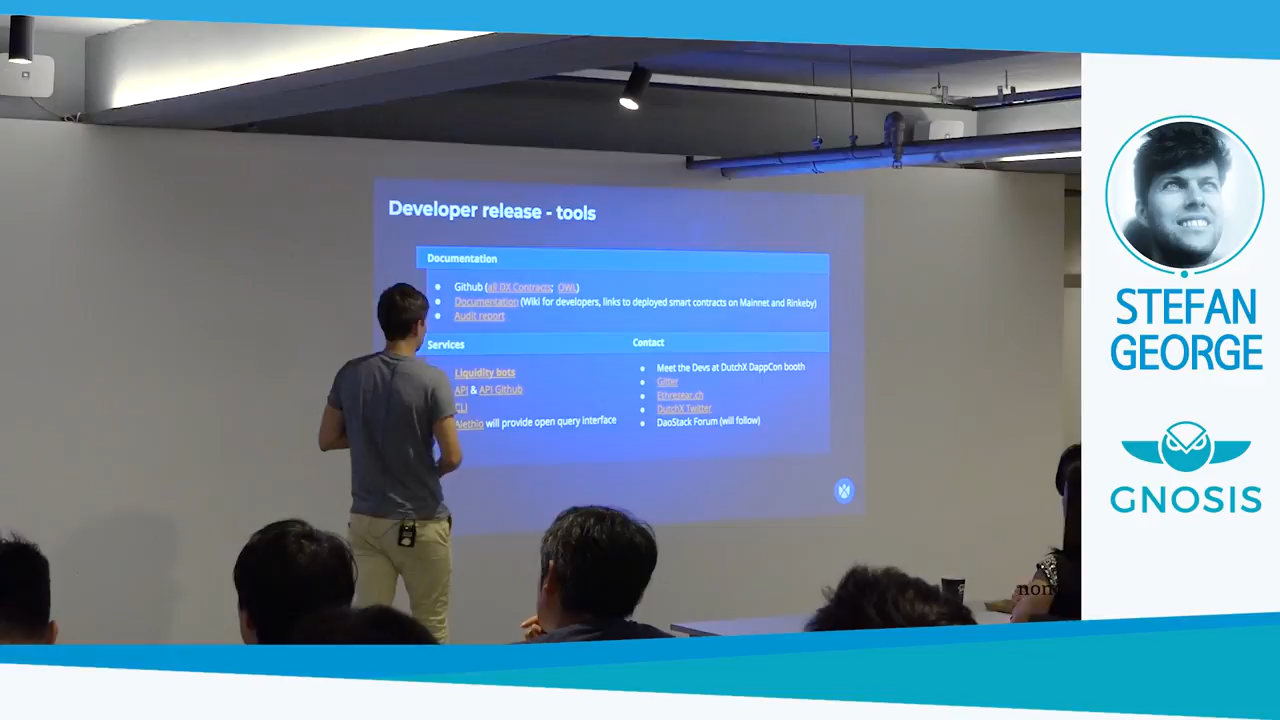 Developer release - tools
Documentation
Github (all DX Contracts; OWL)
Documentation (Wiki for developers, links to deployed smart contracts on Mainnet and Rinkeby)
Audit report
Services
Liquidity bots
API & API Github
CLI
Alethio will provide open query interface
Contact
Meet the Devs at DutchX DappCon booth
Gitter
Ethresear.ch
DutchX Twitter
DaoStack Forum (will follow)
STEFAN
GEORGE
GNOSIS